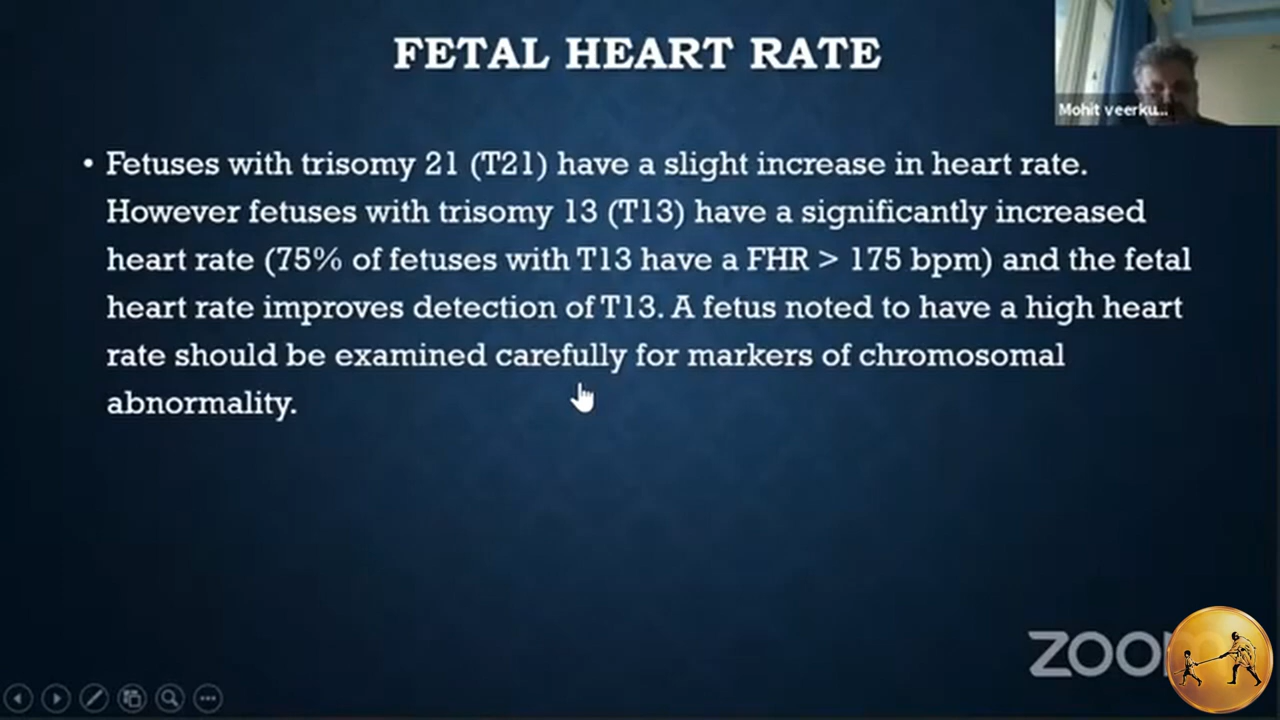 FETAL HEART RATE
Mohit veerku...
• Fetuses with trisomy 21 (T21) have a slight increase in heart rate.
However fetuses with trisomy 13 (T13) have a significantly increased
heart rate (75% of fetuses with T13 have a FHR > 175 bpm) and the fetal
heart rate improves detection of T13. A fetus noted to have a high heart
rate should be examined carefully for markers of chromosomal
abnormality.
zoom